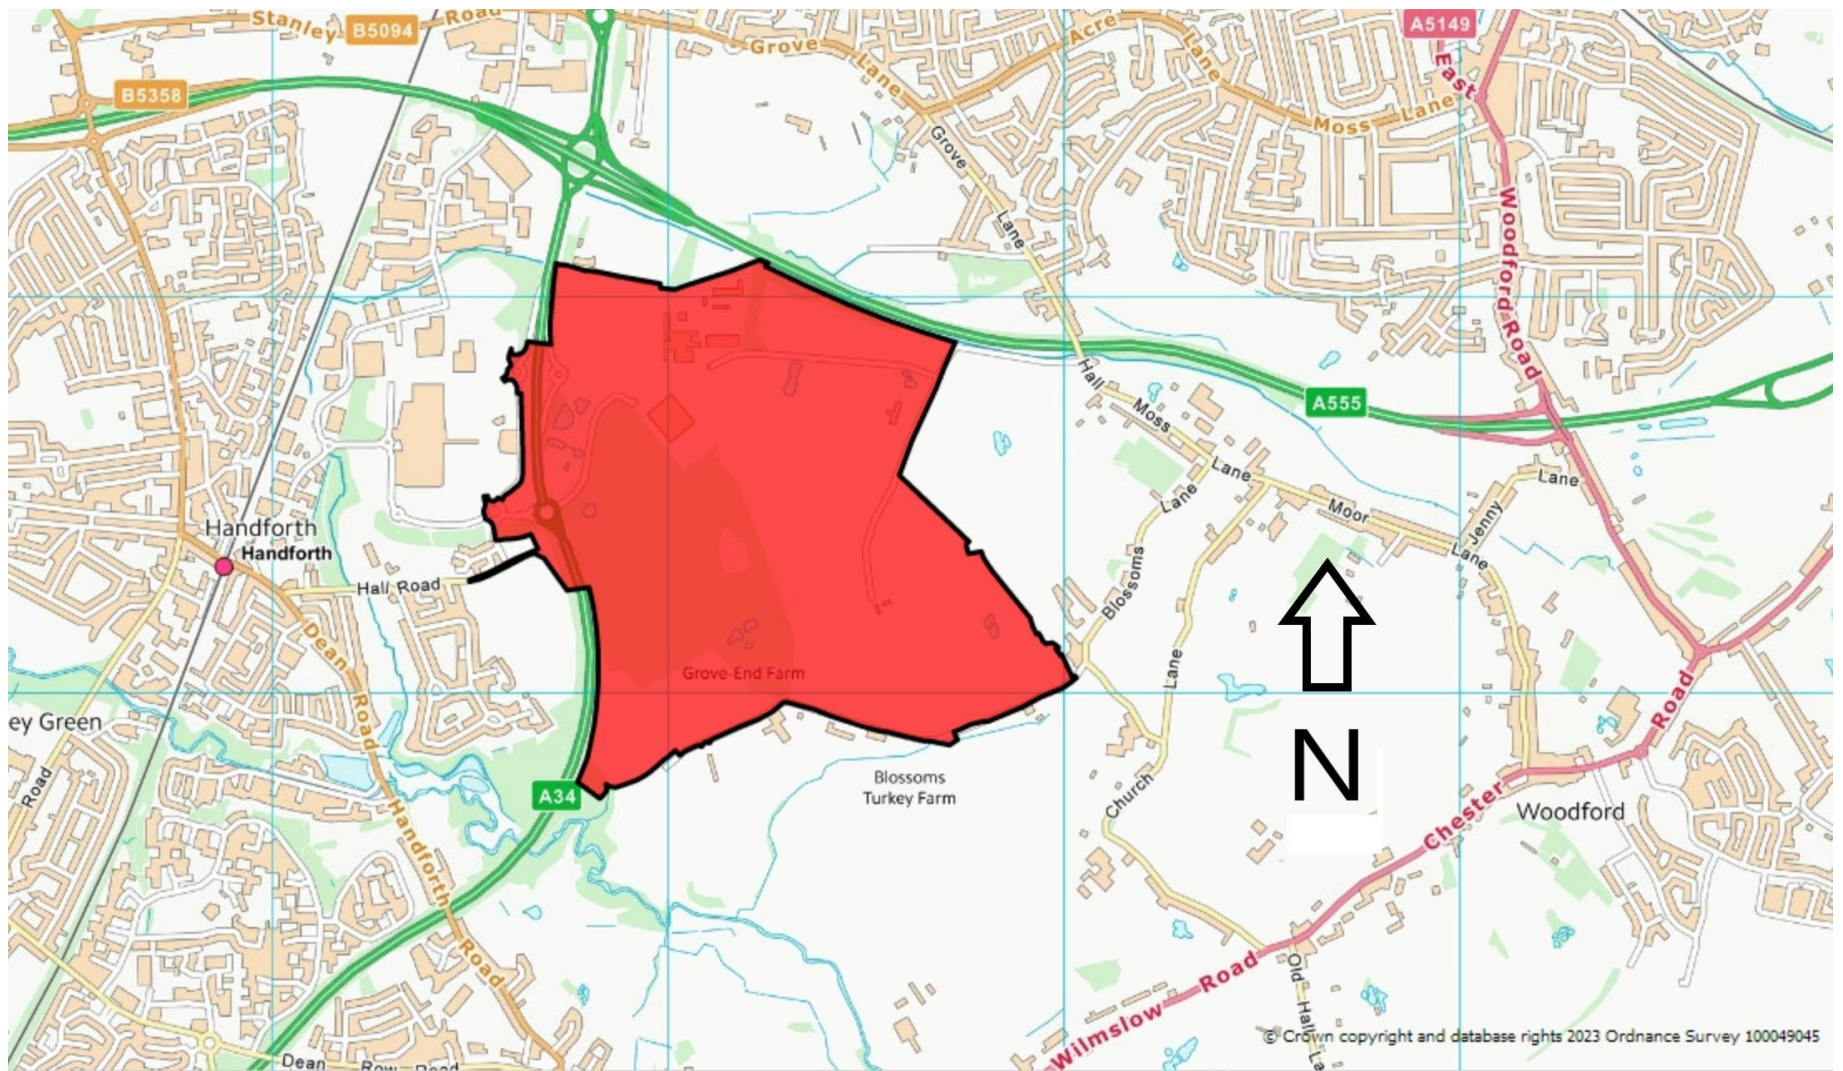 Stanley
B5094
Road
A5149
East
Grove
Lane
Acre
Lane
Moss Lane
B5358
Grove
Lane
Woodford Road
Hall
Moss
Lane
A555
Moor
Lane
Jenny
Lane
Blossoms
Lane
Handforth
Handforth
Hall Road
Dean Road
Grove-End Farm
Lane
N
Road
ey Green
Road
A34
Blossoms
Turkey Farm
Church
Chester
Woodford
Handforth
Road
Wilmslow Road
Old Hall La
© Crown copyright and database rights 2023 Ordnance Survey 100049045
Dean Row Road